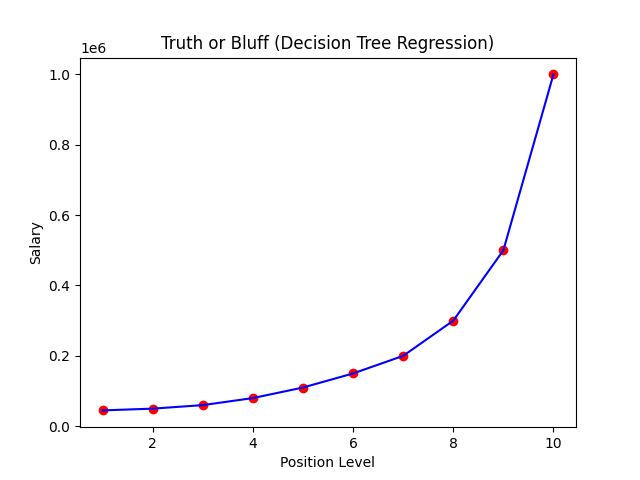 Truth or Bluff (Decision Tree Regression)
1e6
1.0
0.8
0.6
0.4
0.2
0.0
Salary
2 4 6 8 10
Position Level